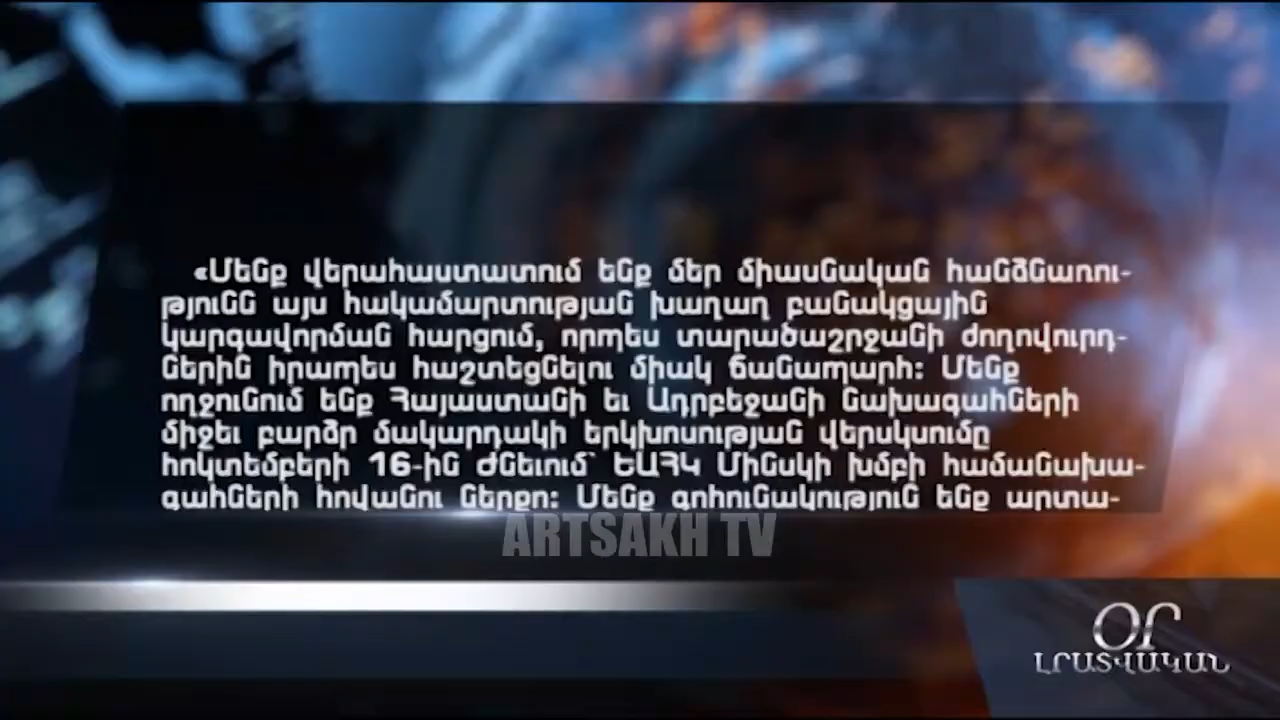 «Մենք վերահաստատում ենք մեր միասնական հանձնառու-
թյունն այս հակամարտության խաղաղ բանակցային
կարգավորման հարցում, որպես տարածաշրջանի ժողովուրդ-
ներին իրապես հաշտեցնելու միակ ճանապարհ: Մենք
ողջունում ենք Հայաստանի եւ Ադրբեջանի նախագահների
միջեւ բարձր մակարդակի երկխոսության վերսկսումը
հոկտեմբերի 16-ին Ժնեւում՝ ԵԱՀԿ Մինսկի խմբի համանախա-
գահների հովանու ներքո: Մենք գոհունակություն ենք արտա-
ARTSAKH TV
ՕՐ
ԼՐԱՏՎԱԿԱՆ